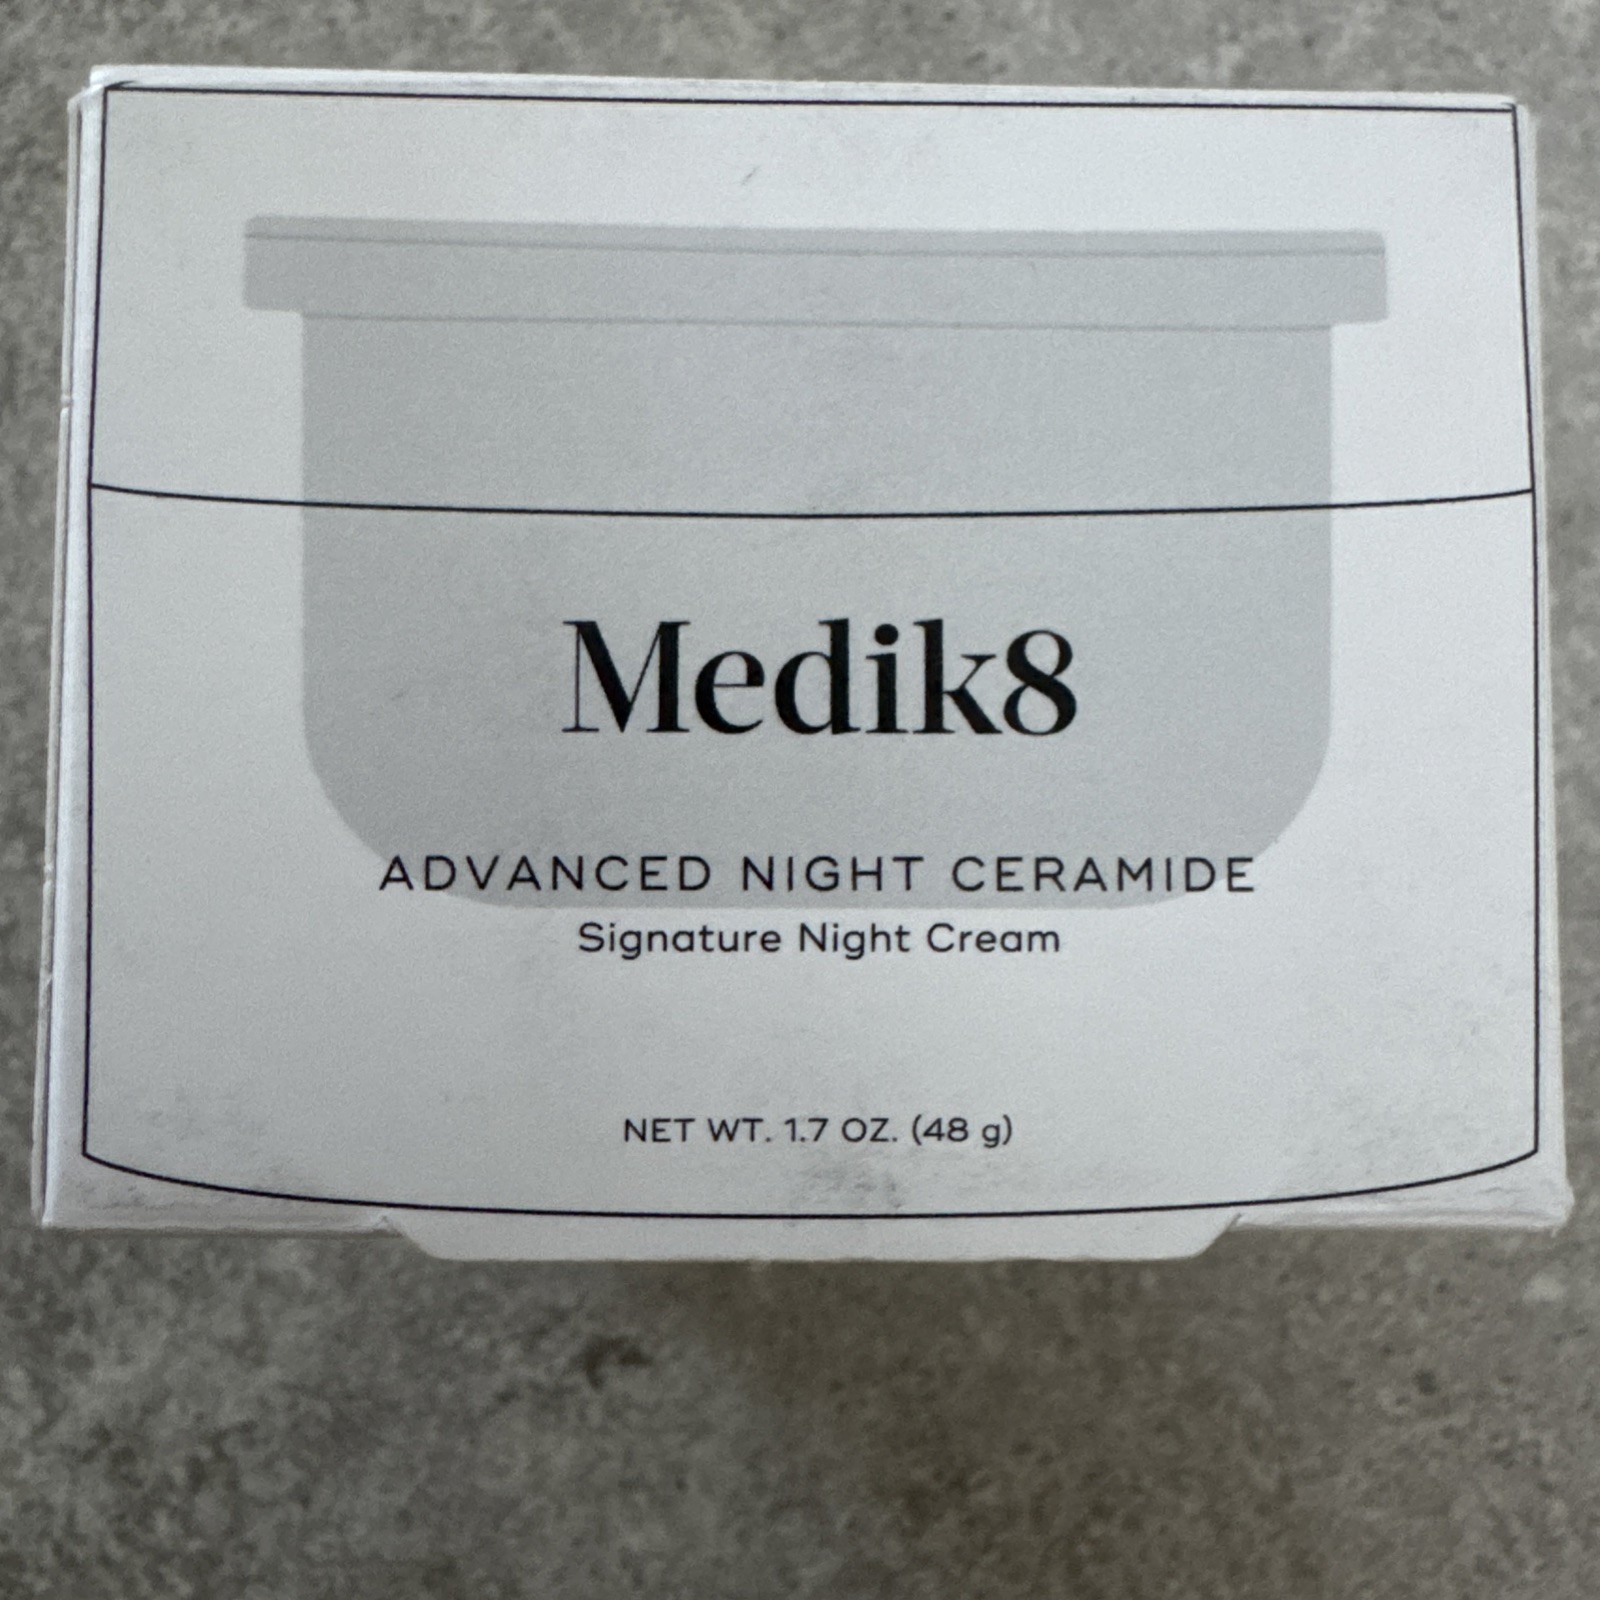 Medik8
ADVANCED NIGHT CERAMIDE
Signature Night Cream
NET WT. 1.7 OZ. (48 g)